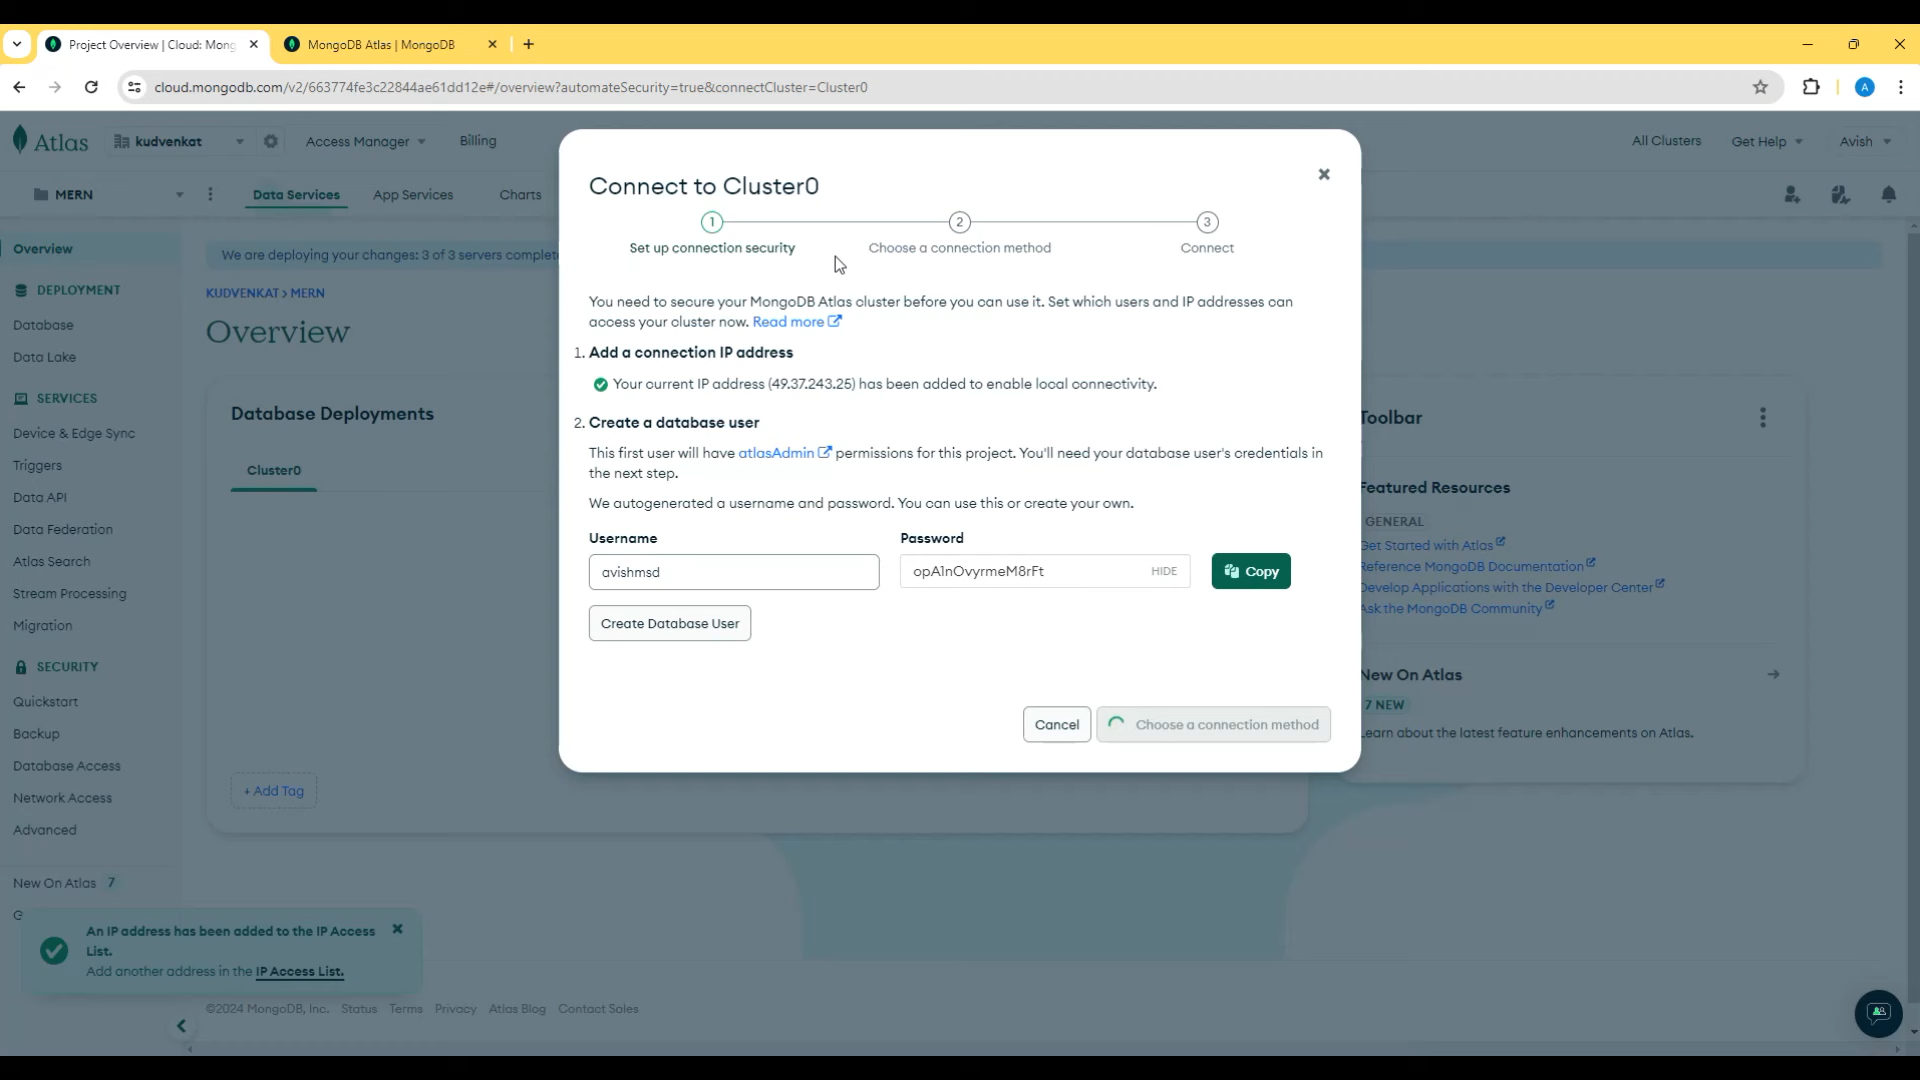 Project Overview | Cloud: Mong
MongoDB Atlas | MongoDB
cloud.mongodb.com/v2/663774fe3c22844ae61dd12e#/overview?automateSecurity=true&connectCluster=Cluster0
A
Atlas
kudvenkat
Access Manager
Billing
All Clusters
Get Help
Avish
MERN
Data Services
App Services
Charts
Overview
DEPLOYMENT
Database
Data Lake
SERVICES
Device & Edge Sync
Triggers
Data API
Data Federation
Atlas Search
Stream Processing
Migration
SECURITY
Quickstart
Backup
Database Access
Network Access
Advanced
New On Atlas 7
We are deploying your changes: 3 of 3 servers complete
KUDVENKAT > MERN
Overview
Database Deployments
Cluster0
+ Add Tag
Connect to Cluster0
1
2
3
Set up connection security
Choose a connection method
Connect
You need to secure your MongoDB Atlas cluster before you can use it. Set which users and IP addresses can
access your cluster now. Read more
1. Add a connection IP address
Your current IP address (49.37.243.25) has been added to enable local connectivity.
2. Create a database user
This first user will have atlasAdmin permissions for this project. You'll need your database user's credentials in
the next step.
We autogenerated a username and password. You can use this or create your own.
Username
Password
avishmsd
opA1nOvyrmeM8rFt
HIDE
Copy
Create Database User
Cancel
Choose a connection method
Toolbar
Featured Resources
GENERAL
Get Started with Atlas
Reference MongoDB Documentation
Develop Applications with the Developer Center
Ask the MongoDB Community
New On Atlas
7 NEW
Learn about the latest feature enhancements on Atlas.
An IP address has been added to the IP Access
List.
Add another address in the IP Access List.
©2024 MongoDB, Inc.
Status
Terms
Privacy
Atlas Blog
Contact Sales